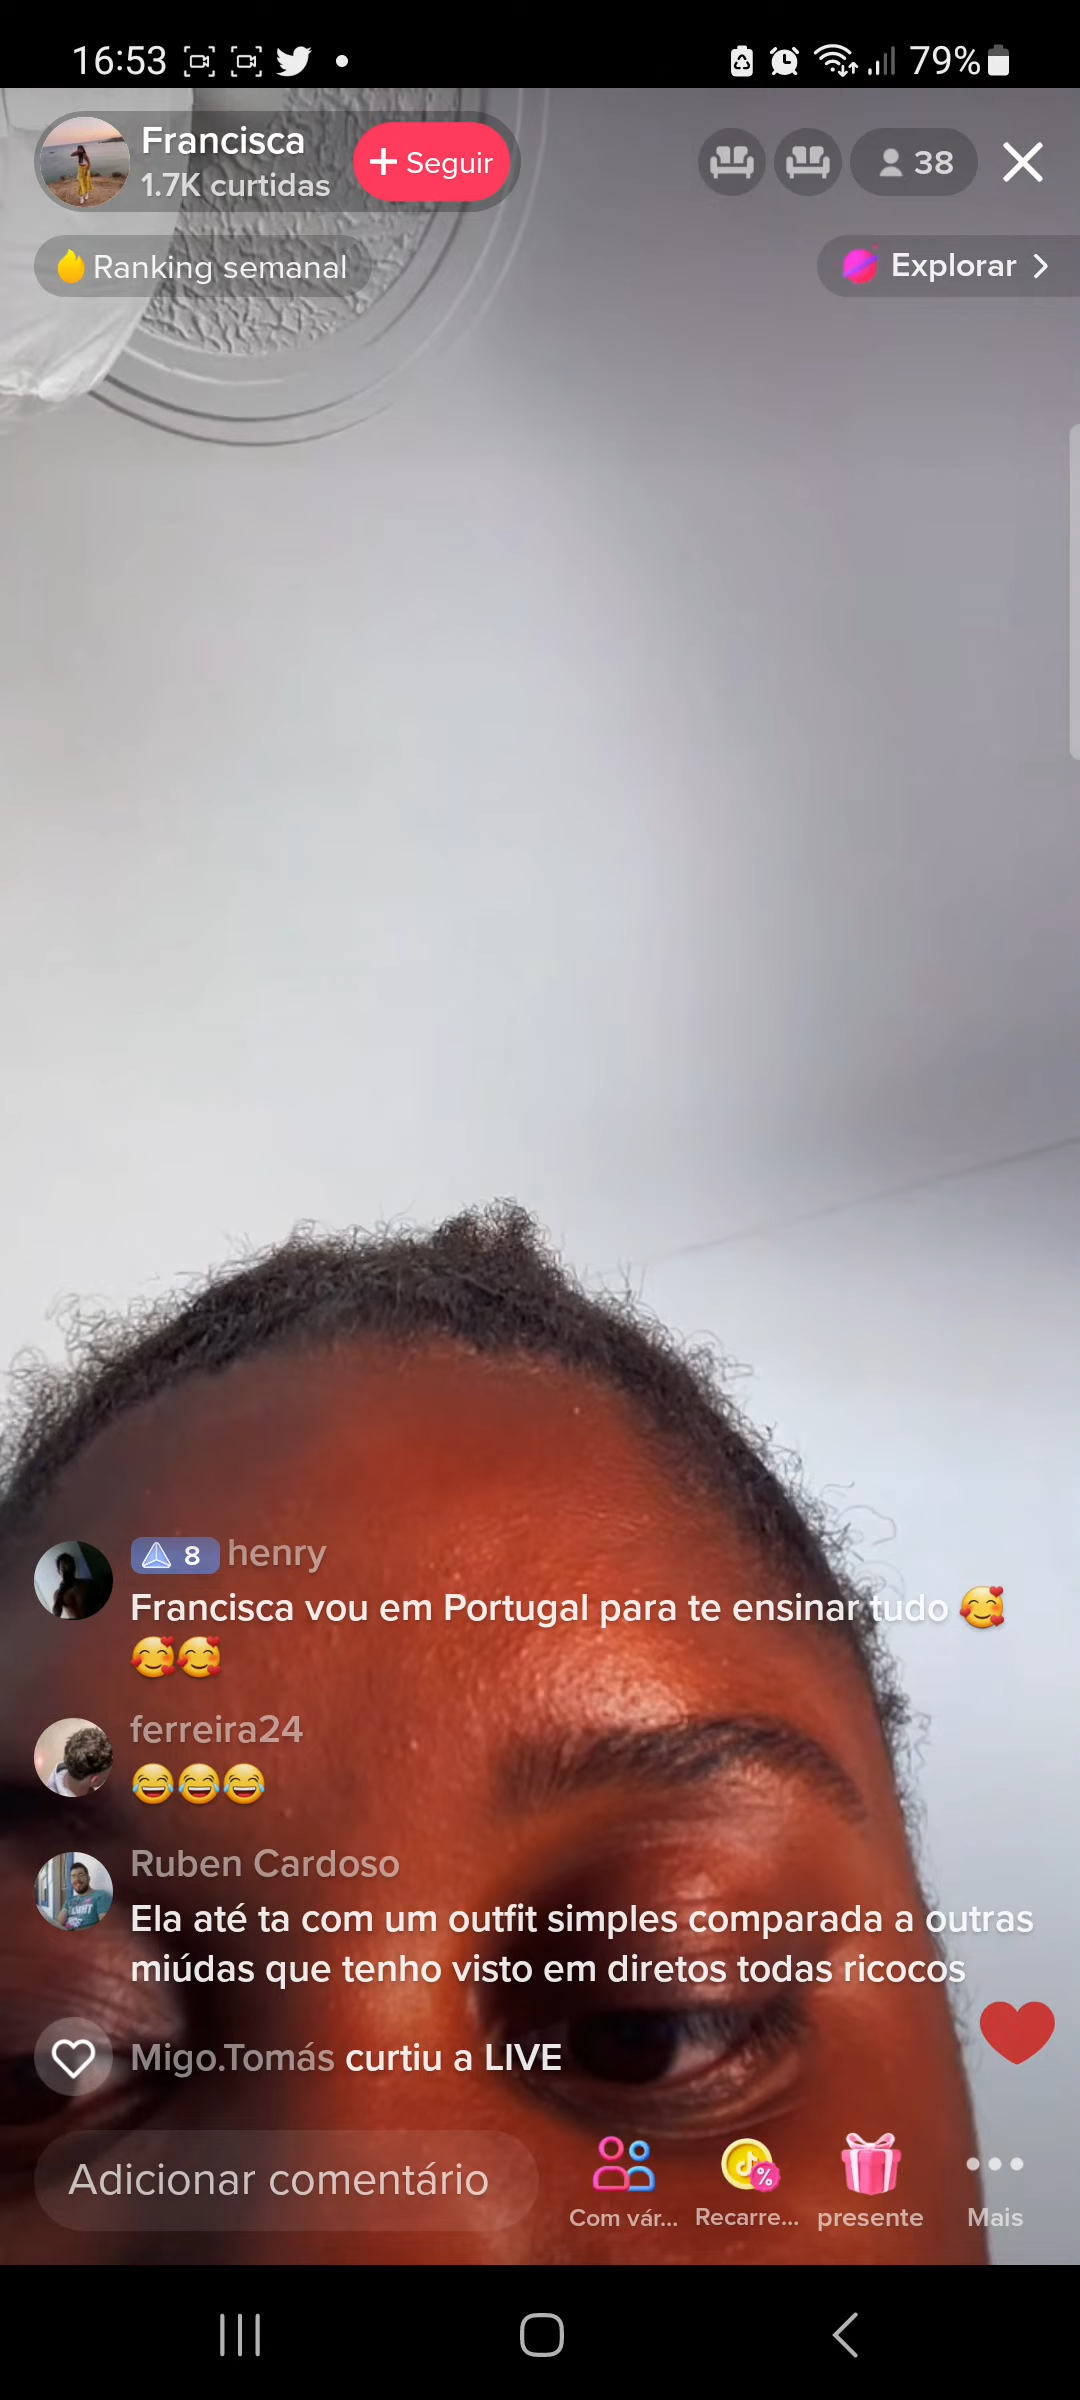 16:53
79%
Francisca
1.7K curtidas
+ Seguir
38
Ranking semanal
Explorar
8 henry
Francisca vou em Portugal para te ensinar tudo 🥰
🥰🥰
ferreira24
😂😂😂
Ruben Cardoso
Ela até ta com um outfit simples comparada a outras
miúdas que tenho visto em diretos todas ricocos
Migo.Tomás curtiu a LIVE
Adicionar comentário
Com vár...
Recarre...
presente
Mais